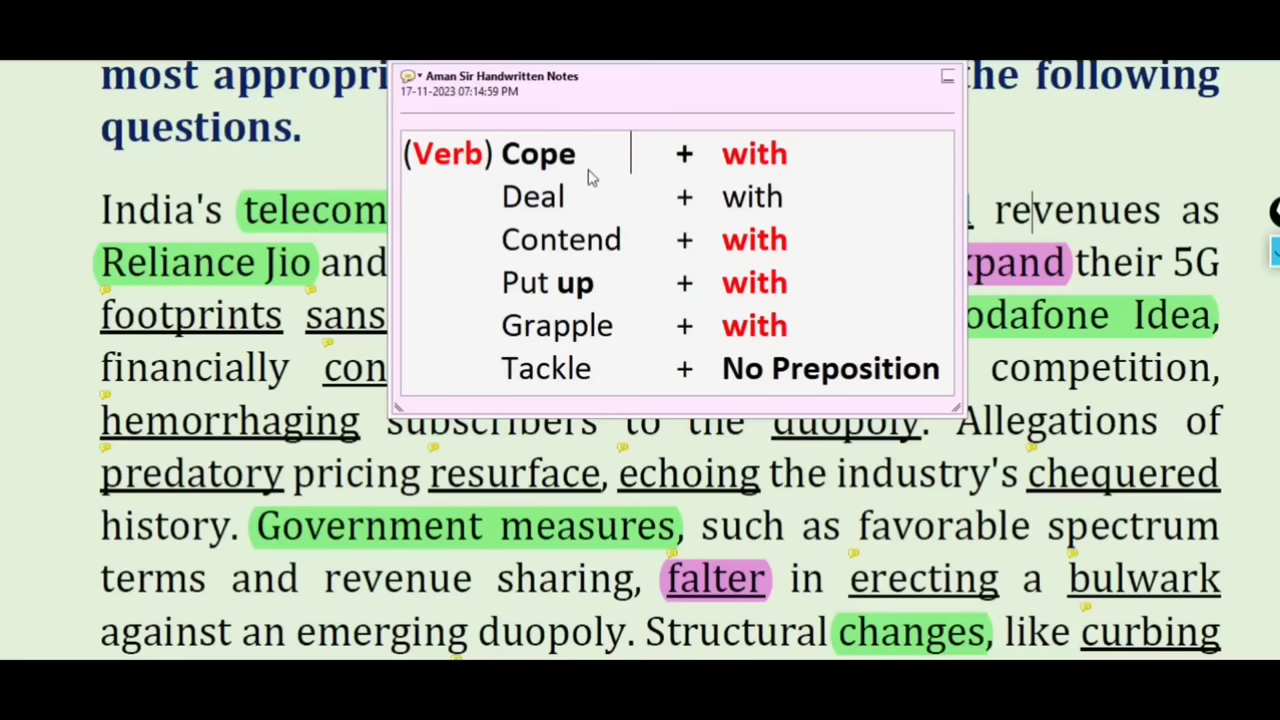 most appropri the following
questions.
Aman Sir Handwritten Notes
17-11-2023 07:14:59 PM
(Verb) Cope + with
Deal + with
Contend + with
Put up + with
Grapple + with
Tackle + No Preposition
India's telecom revenues as
Reliance Jio and xpand their 5G
footprints sans odafone Idea,
financially con competition,
hemorrhaging subscribers to the duopoly. Allegations of
predatory pricing resurface, echoing the industry's chequered
history. Government measures, such as favorable spectrum
terms and revenue sharing, falter in erecting a bulwark
against an emerging duopoly. Structural changes, like curbing